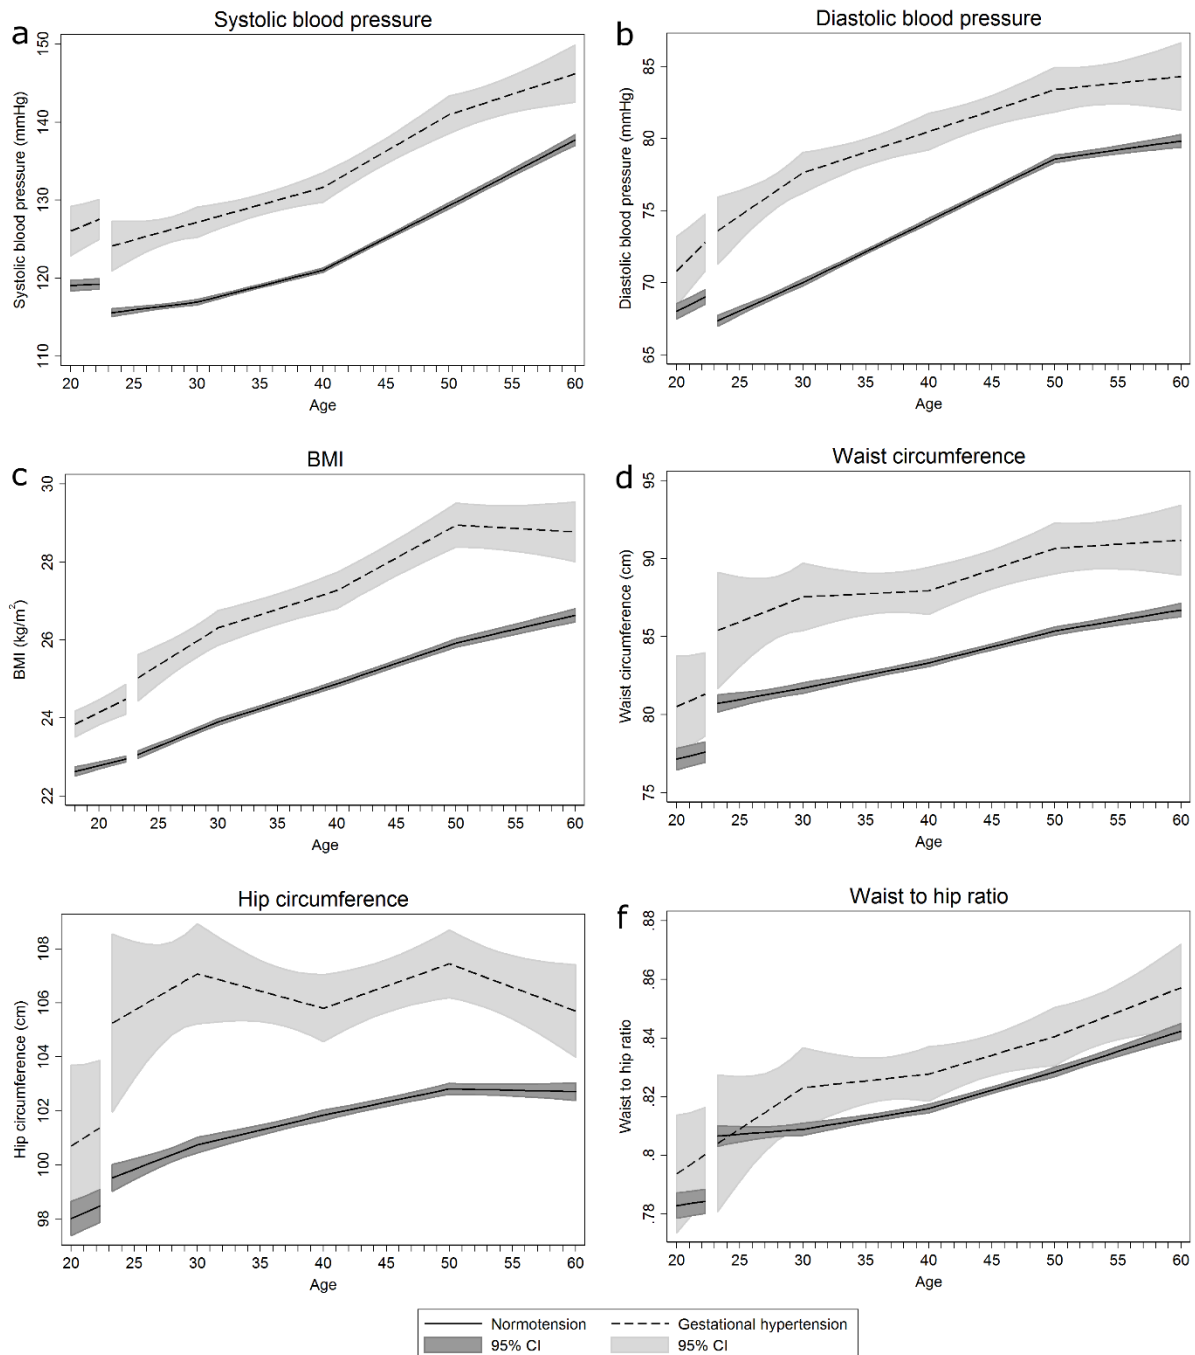 a
Systolic blood pressure
Systolic blood pressure (mmHg)
150
140
130
120
110
20 25 30 35 40 45 50 55 60
Age
b
Diastolic blood pressure
Diastolic blood pressure (mmHg)
85
80
75
70
65
20 25 30 35 40 45 50 55 60
Age
c
BMI
BMI (kg/m²)
30
28
26
24
22
20 25 30 35 40 45 50 55 60
Age
d
Waist circumference
Waist circumference (cm)
95
90
85
80
75
20 25 30 35 40 45 50 55 60
Age
Hip circumference
Hip circumference (cm)
108
106
104
102
100
98
20 25 30 35 40 45 50 55 60
Age
f
Waist to hip ratio
Waist to hip ratio
.88
.86
.84
.82
.8
.78
20 25 30 35 40 45 50 55 60
Age
Normotension Gestational hypertension
95% CI 95% CI